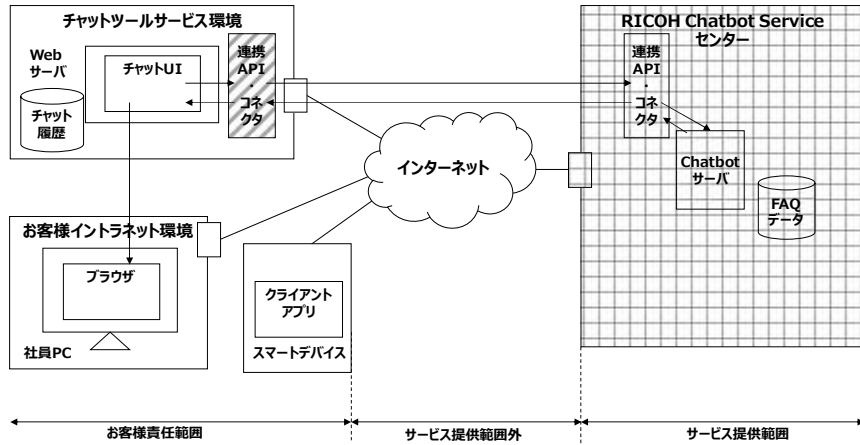 チャットツールサービス環境
Web
サーバ
チャットUI
連携
API
・
コネ
クタ
チャット
履歴
RICOH Chatbot Service
センター
連携
API
・
コネ
クタ
Chatbot
サーバ
FAQ
データ
インターネット
お客様イントラネット環境
ブラウザ
社員PC
クライアント
アプリ
スマートデバイス
お客様責任範囲
サービス提供範囲外
サービス提供範囲